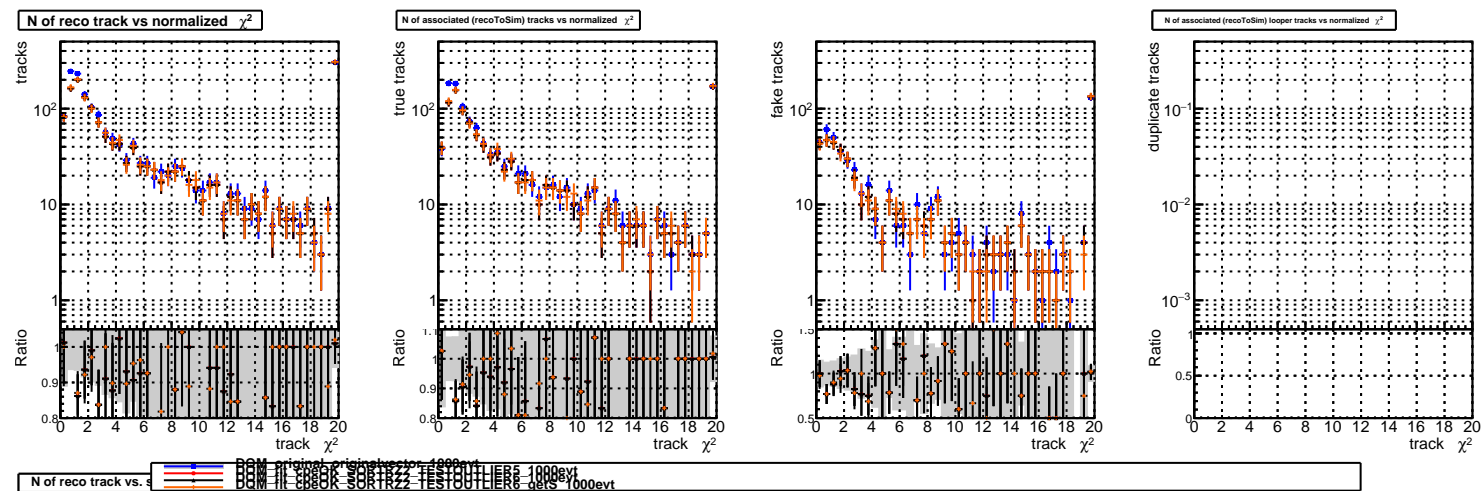 N of reco track vs normalized χ²
N of associated (recoToSim) tracks vs normalized χ²
N of associated (recoToSim) looper tracks vs normalized χ²
tracks
10²
10
1
Ratio
1
0.9
0.8
0 2 4 6 8 10 12 14 16 18 20
track χ²
true tracks
10²
10
1
Ratio
1.1
1
0.9
0.8
0 2 4 6 8 10 12 14 16 18 20
track χ²
fake tracks
10²
10
1
Ratio
1.5
1
0.5
0 2 4 6 8 10 12 14 16 18 20
track χ²
duplicate tracks
10⁻¹
10⁻²
10⁻³
Ratio
1
0.5
0
0 2 4 6 8 10 12 14 16 18 20
track χ²
N of reco track vs. s
DQM_original_originalvector_1000evt
DQM_fit_cpeOR_SORTRZ2_TESTOUTLIER5_1000evt
DQM_fit_cpeOR_SORTRZ2_TESTOUTLIER6_1000evt
DQM_fit_cpeOR_SORTRZ2_TESTOUTLIER6_qetS_1000evt